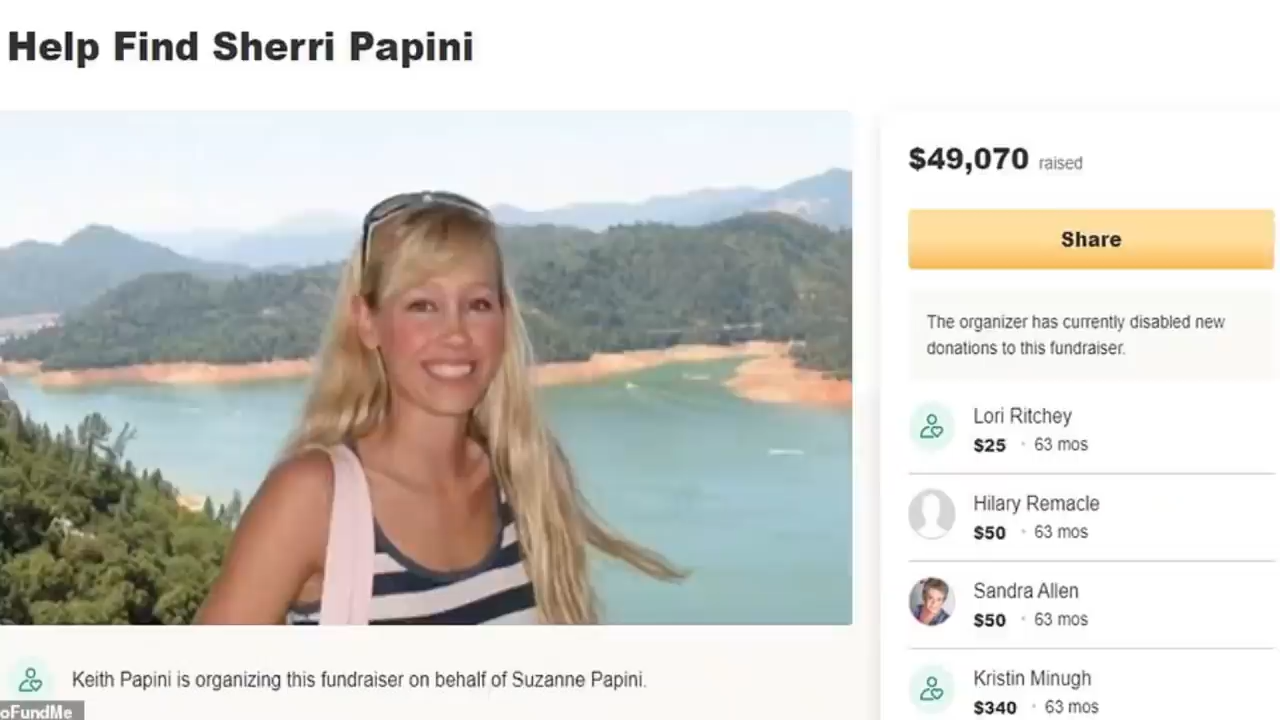 Help Find Sherri Papini
$49,070 raised
Share
The organizer has currently disabled new
donations to this fundraiser.
Lori Ritchey
$25 · 63 mos
Hilary Remacle
$50 · 63 mos
Sandra Allen
$50 · 63 mos
Kristin Minugh
$340 · 63 mos
Keith Papini is organizing this fundraiser on behalf of Suzanne Papini.
oFundMe